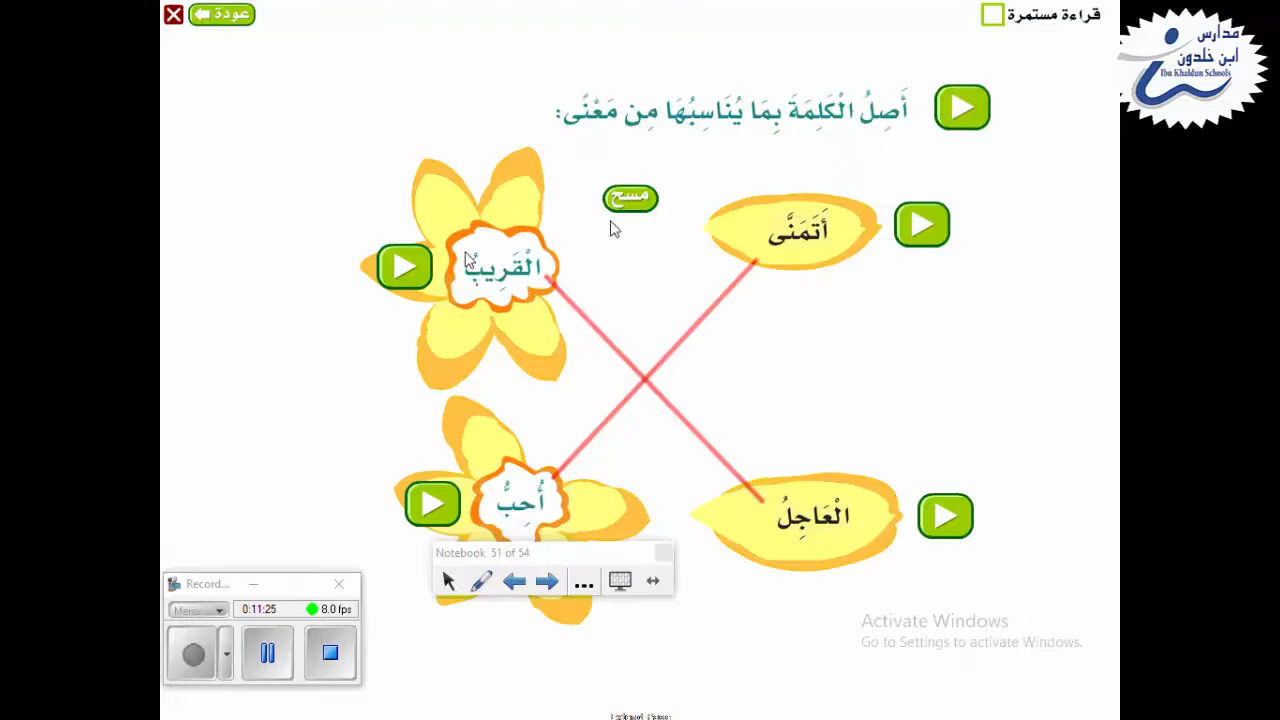 قراءة مستمرة
عودة
مدارس
ابن خلدون
Ibn Khaldun Schools
أَصِلُ الْكَلِمَةَ بِمَا يُنَاسِبُهَا مِن مَعْنًى:
مسح
أَتَمَنَّى
الْقَرِيبُ
الْعَاجِلُ
أُحِبُّ
Notebook 51 of 54
Record...
Menu
0:11:25
8.0 fps
Activate Windows
Go to Settings to activate Windows.